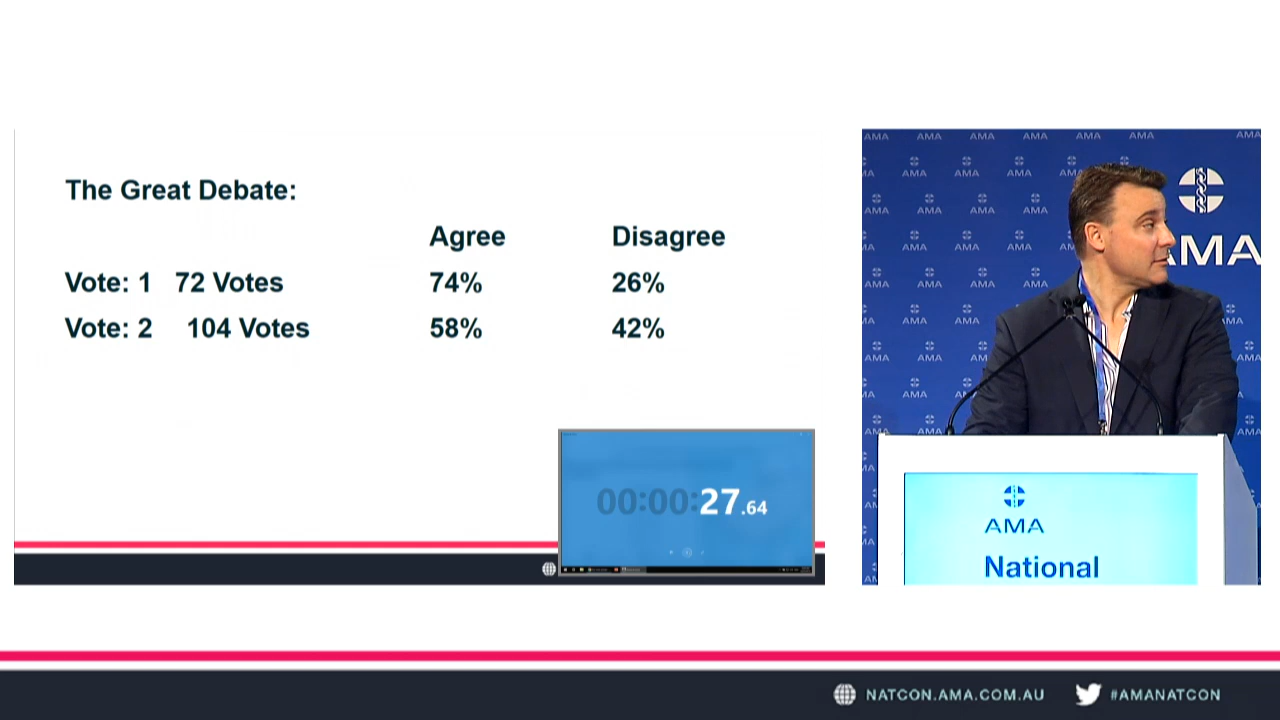 The Great Debate:
Agree Disagree
Vote: 1 72 Votes 74% 26%
Vote: 2 104 Votes 58% 42%
00:00:27.64
AMA
AMA
National
NATCON.AMA.COM.AU #AMANATCON